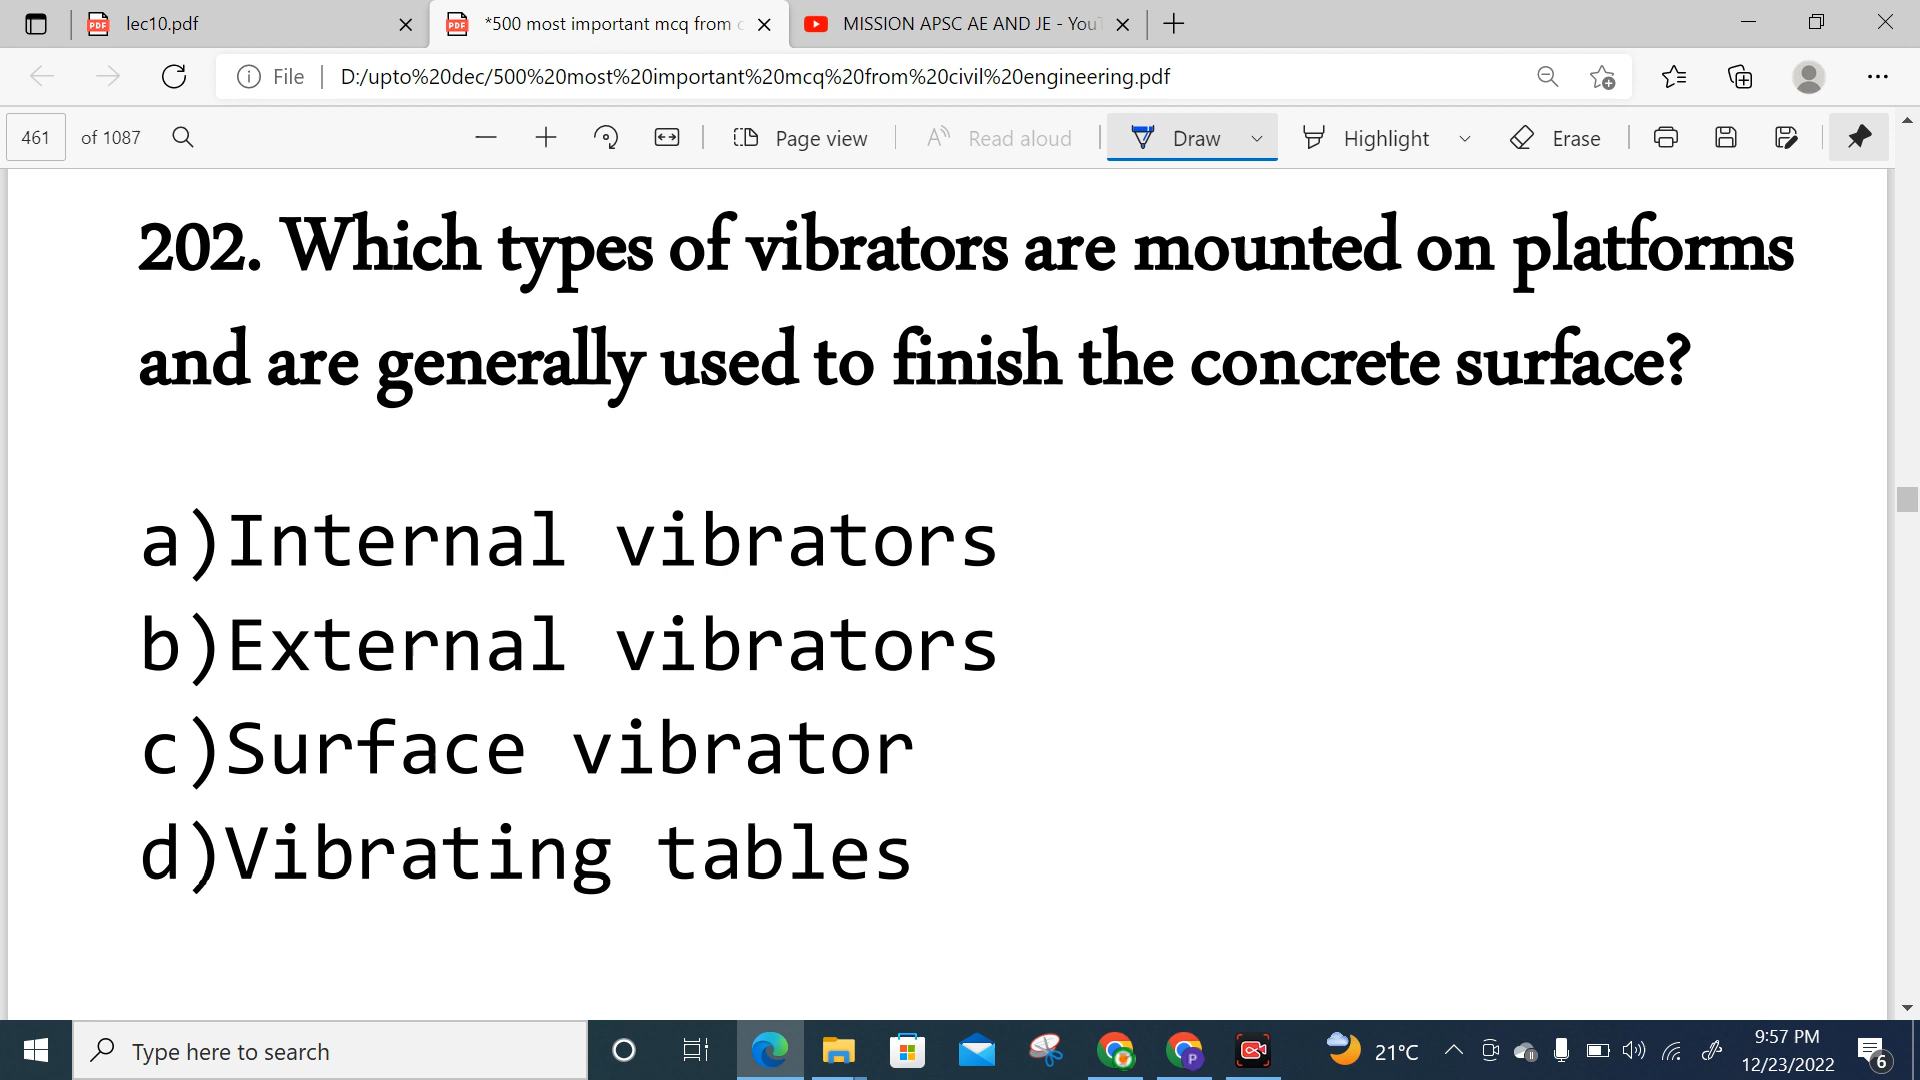 lec10.pdf
*500 most important mcq from c
MISSION APSC AE AND JE - YouT
File
D:/upto%20dec/500%20most%20important%20mcq%20from%20civil%20engineering.pdf
461 of 1087
Page view
Read aloud
Draw
Highlight
Erase
202. Which types of vibrators are mounted on platforms
and are generally used to finish the concrete surface?
a)Internal vibrators
b)External vibrators
c)Surface vibrator
d)Vibrating tables
Type here to search
21°C
9:57 PM
12/23/2022
6